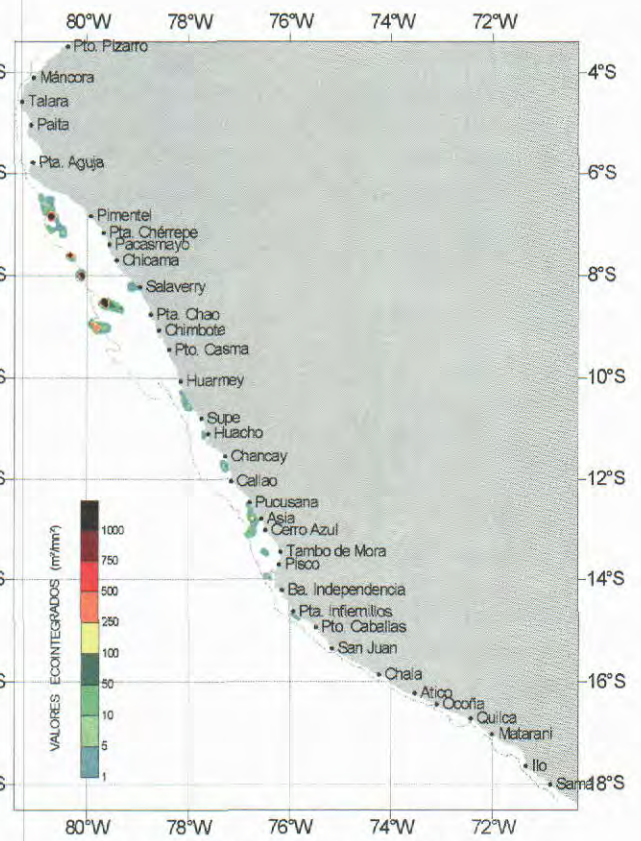 80°W 78°W 76°W 74°W 72°W
Pto. Pizarro
S 4°S
Máncora
Talara
Paita
Pta. Aguja
S 6°S
Pimentel
Pta. Chérrepe
Pacasmayo
Chicama
S 8°S
Salaverry
Pta. Chao
Chimbote
Pto. Casma
S 10°S
Huarmey
Supe
Huacho
Chancay
S 12°S
Callao
Pucusana
Asia
Cerro Azul
Tambo de Mora
Pisco
S 14°S
Ba. Independencia
Pta. Infiernillos
Pto. Caballas
San Juan
Chala
S 16°S
Atico
Ocoña
Quilca
Matarani
Ilo
S Sama 18°S
VALORES ECOINTEGRADOS (m²/mn²)
1000
750
500
250
100
50
10
5
1
80°W 78°W 76°W 74°W 72°W